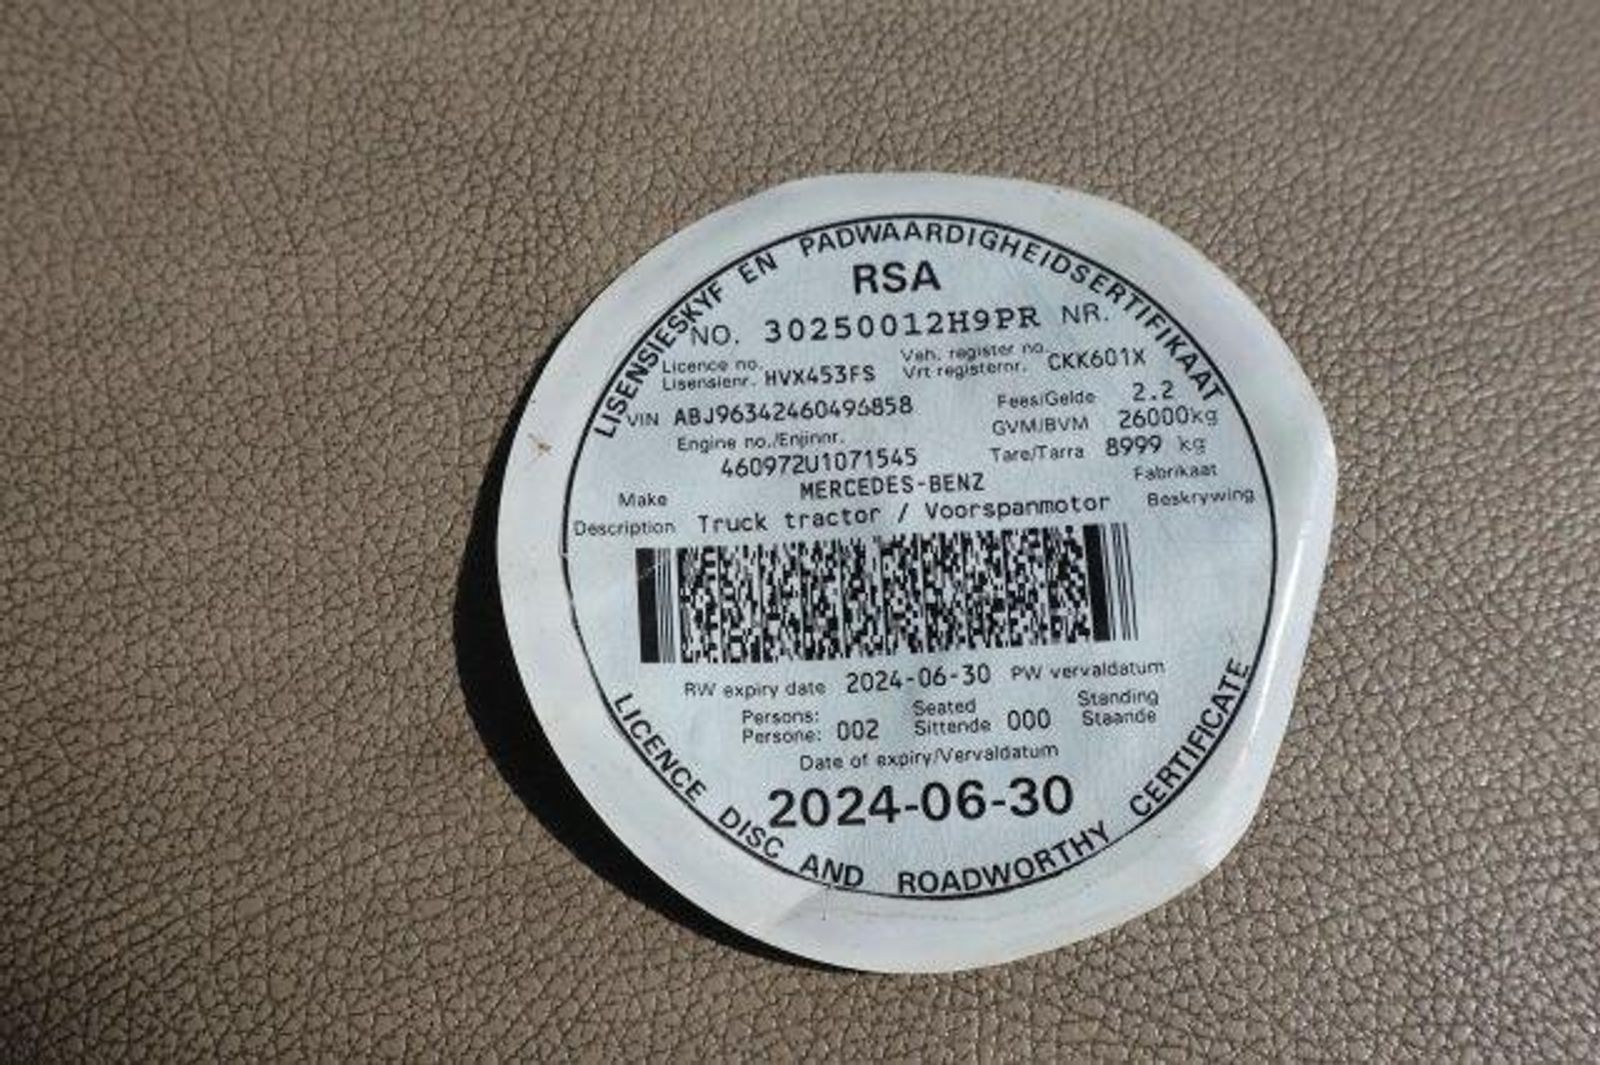 LISENSIESKYF EN PADWAARDIGHEIDSERTIFIKAAT
RSA
NO. 30250012H9PR NR.
Licence no. Lisensienr. HVX453FS Veh. register no. Vrt registernr. CKK601X
VIN ABJ96342460496858 Fees/Gelde 2.2
Engine no./Enjinnr. GVM/BVM 26000kg
460972U1071545 Tare/Tarra 8999 kg
Make MERCEDES-BENZ Fabrikaat
Description Truck tractor / Voorspanmotor Beskrywing
RW expiry date 2024-06-30 PW vervaldatum
Persons: Persone: 002 Seated Sittende 000 Standing Staande
Date of expiry/Vervaldatum
2024-06-30
LICENCE DISC AND ROADWORTHY CERTIFICATE